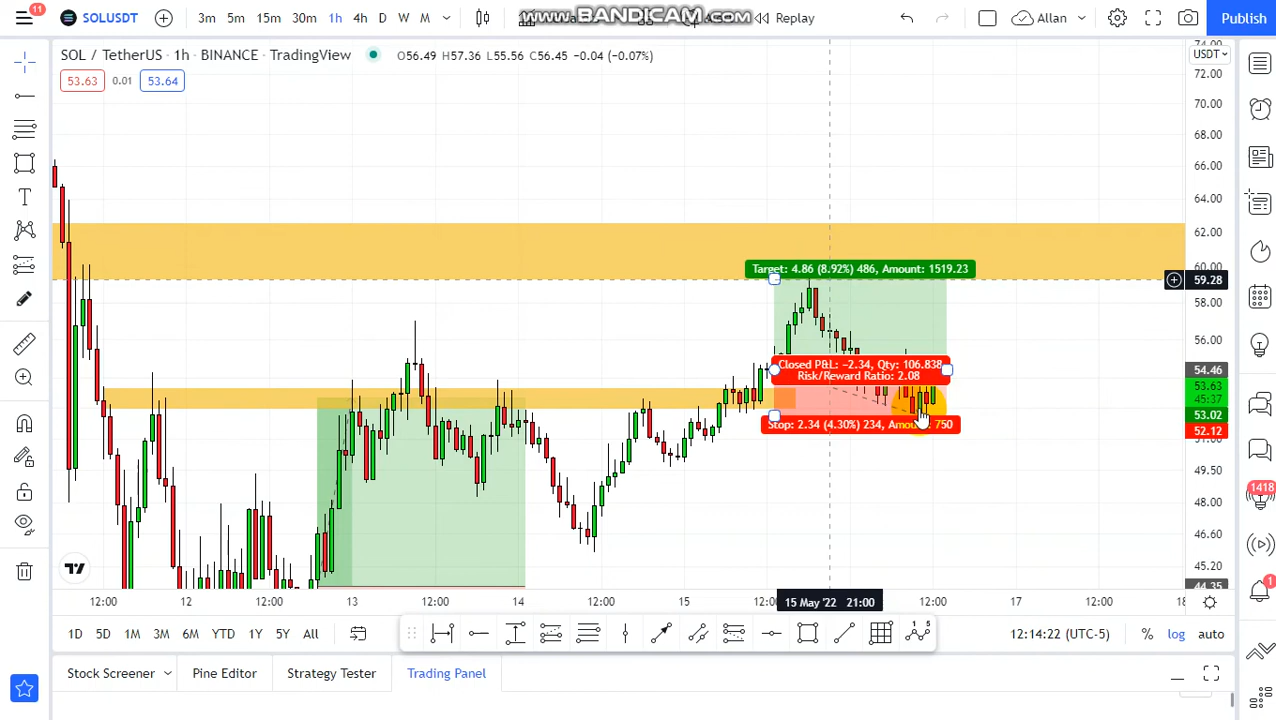 11
SOLUSDT
3m 5m 15m 30m 1h 4h D W M
www.BANDICAM.com
Replay
Allan
Publish
SOL / TetherUS · 1h · BINANCE · TradingView
O56.49 H57.36 L55.56 C56.45 −0.04 (−0.07%)
53.63 0.01 53.64
USDT
74.00
72.00
70.00
68.00
66.00
64.00
62.00
60.00
59.28
58.00
56.00
54.46
53.63
45:37
53.02
52.12
49.50
48.00
46.60
45.20
44.35
Target: 4.86 (8.92%) 486, Amount: 1519.23
Closed P&L: −2.34, Qty: 106.838
Risk/Reward Ratio: 2.08
Stop: 2.34 (4.30%) 234, Amount: 750
1418
1
12:00 12 12:00 13 12:00 14 12:00 15 12:00 15 May '22 21:00 12:00 17 12:00 18
1D 5D 1M 3M 6M YTD 1Y 5Y All
12:14:22 (UTC-5) % log auto
Stock Screener Pine Editor Strategy Tester Trading Panel